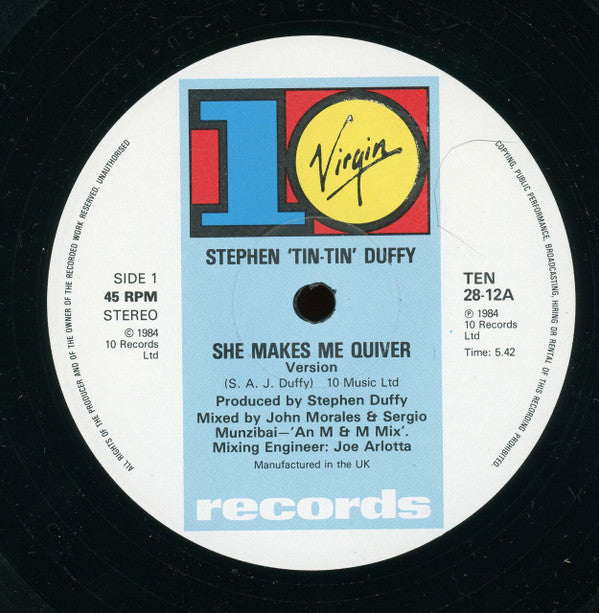 10
Virgin
STEPHEN 'TIN-TIN' DUFFY
SIDE 1
45 RPM
STEREO
© 1984
10 Records
Ltd
TEN
28-12A
℗ 1984
10 Records
Ltd
Time: 5.42
SHE MAKES ME QUIVER
Version
(S. A. J. Duffy) 10 Music Ltd
Produced by Stephen Duffy
Mixed by John Morales & Sergio
Munzibai—'An M & M Mix'.
Mixing Engineer: Joe Arlotta
Manufactured in the UK
records
ALL RIGHTS OF THE PRODUCER AND OF THE OWNER OF THE RECORDED WORK RESERVED. UNAUTHORISED
COPYING, PUBLIC PERFORMANCE, BROADCASTING, HIRING OR RENTAL OF THIS RECORDING PROHIBITED.